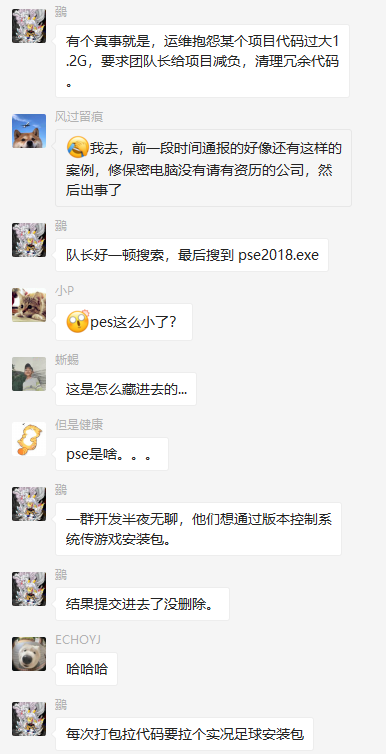 鷄
有个真事就是，运维抱怨某个项目代码过大1
.2G，要求团队长给项目减负，清理冗余代码
。
风过留痕
我去，前一段时间通报的好像还有这样的
案例，修保密电脑没有请有资历的公司，然
后出事了
队长好一顿搜索，最后搜到 pse2018.exe
小P
pes这么小了？
蜥蜴
这是怎么藏进去的...
但是健康
pse是啥。。。
一群开发半夜无聊，他们想通过版本控制系
统传游戏安装包。
结果提交进去了没删除。
ECHOYJ
哈哈哈
每次打包拉代码要拉个实况足球安装包